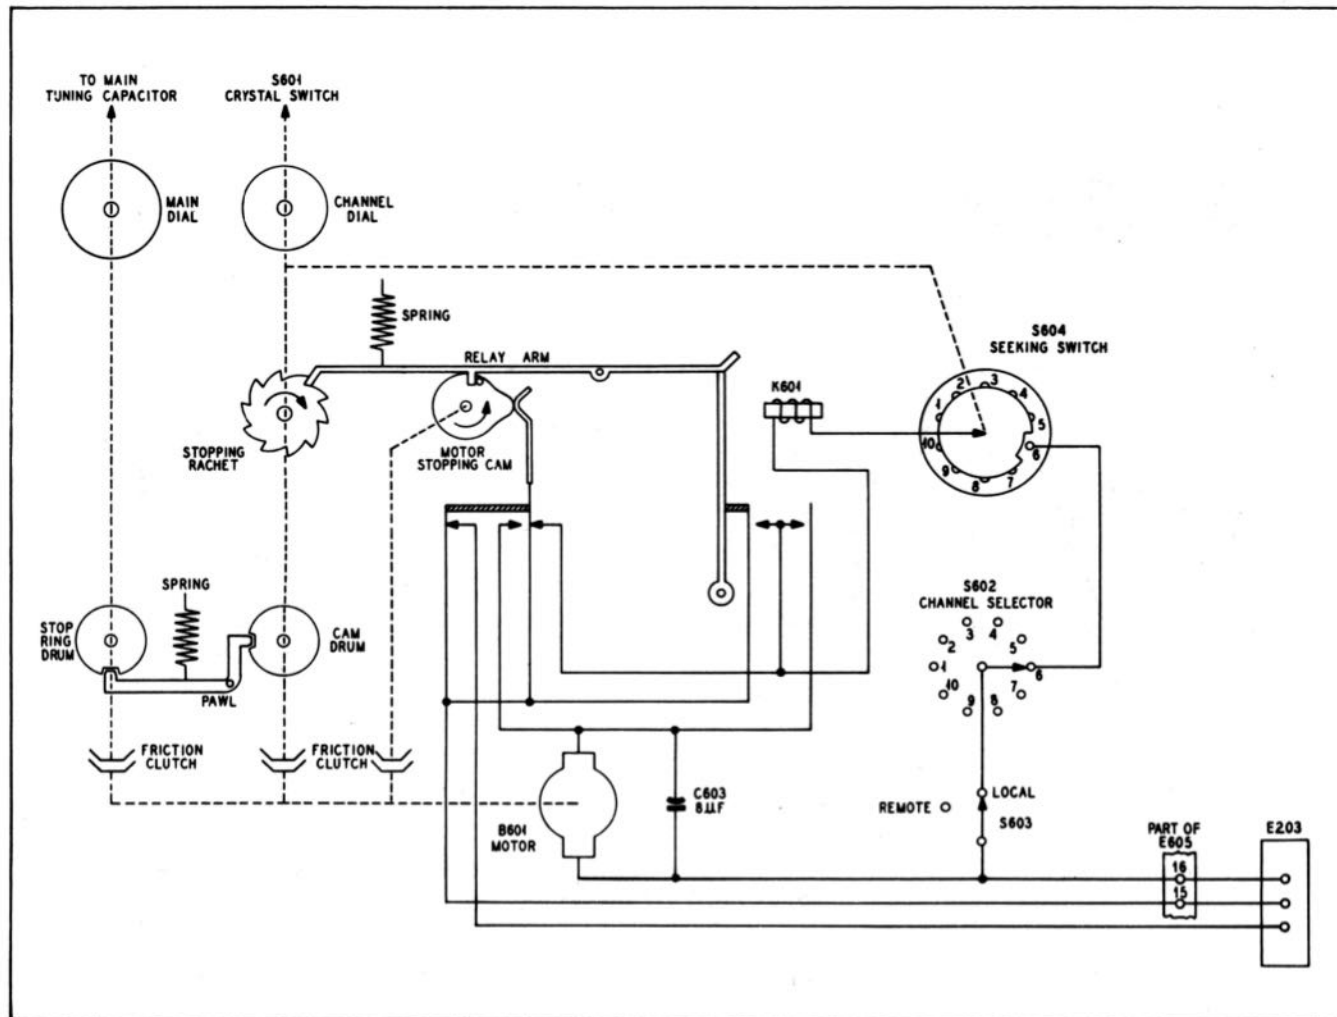 TO MAIN
TUNING CAPACITOR
S601
CRYSTAL SWITCH
MAIN
DIAL
CHANNEL
DIAL
SPRING
RELAY ARM
K601
S604
SEEKING SWITCH
1
2
3
4
5
6
7
8
9
10
STOPPING
RACHET
MOTOR
STOPPING CAM
SPRING
STOP
RING
DRUM
CAM
DRUM
PAWL
S602
CHANNEL SELECTOR
1
2
3
4
5
6
7
8
9
10
FRICTION
CLUTCH
FRICTION
CLUTCH
B601
MOTOR
C603
8UF
REMOTE
LOCAL
S603
PART OF
E605
16
15
E203